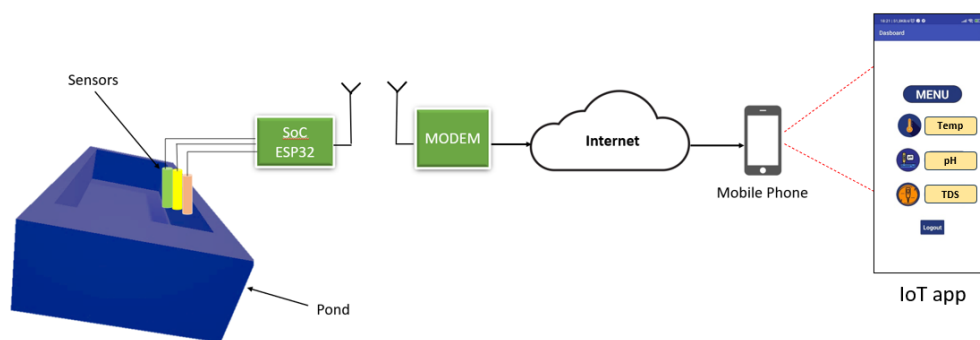 Sensors
SoC
ESP32
MODEM
Internet
Mobile Phone
Pond
Dasboard
MENU
Temp
pH
TDS
Logout
IoT app